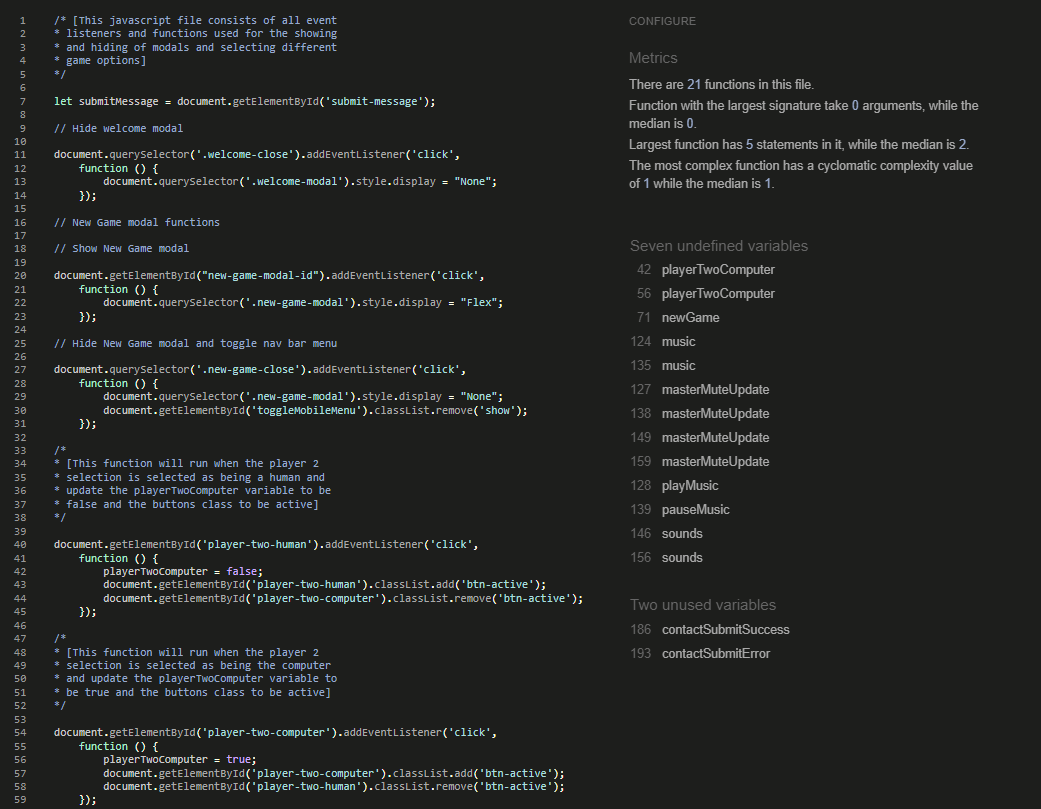 1 /* [This javascript file consists of all event
2 * listeners and functions used for the showing
3 * and hiding of modals and selecting different
4 * game options]
5 */
6
7 let submitMessage = document.getElementById('submit-message');
8
9 // Hide welcome modal
10
11 document.querySelector('.welcome-close').addEventListener('click',
12     function () {
13         document.querySelector('.welcome-modal').style.display = "None";
14     });
15
16 // New Game modal functions
17
18 // Show New Game modal
19
20 document.getElementById("new-game-modal-id").addEventListener('click',
21     function () {
22         document.querySelector('.new-game-modal').style.display = "Flex";
23     });
24
25 // Hide New Game modal and toggle nav bar menu
26
27 document.querySelector('.new-game-close').addEventListener('click',
28     function () {
29         document.querySelector('.new-game-modal').style.display = "None";
30         document.getElementById('toggleMobileMenu').classList.remove('show');
31     });
32
33 /*
34 * [This function will run when the player 2
35 * selection is selected as being a human and
36 * update the playerTwoComputer variable to be
37 * false and the buttons class to be active]
38 */
39
40 document.getElementById('player-two-human').addEventListener('click',
41     function () {
42         playerTwoComputer = false;
43         document.getElementById('player-two-human').classList.add('btn-active');
44         document.getElementById('player-two-computer').classList.remove('btn-active');
45     });
46
47 /*
48 * [This function will run when the player 2
49 * selection is selected as being the computer
50 * and update the playerTwoComputer variable to
51 * be true and the buttons class to be active]
52 */
53
54 document.getElementById('player-two-computer').addEventListener('click',
55     function () {
56         playerTwoComputer = true;
57         document.getElementById('player-two-computer').classList.add('btn-active');
58         document.getElementById('player-two-human').classList.remove('btn-active');
59     });
CONFIGURE
Metrics
There are 21 functions in this file.
Function with the largest signature take 0 arguments, while the
median is 0.
Largest function has 5 statements in it, while the median is 2.
The most complex function has a cyclomatic complexity value
of 1 while the median is 1.
Seven undefined variables
42 playerTwoComputer
56 playerTwoComputer
71 newGame
124 music
135 music
127 masterMuteUpdate
138 masterMuteUpdate
149 masterMuteUpdate
159 masterMuteUpdate
128 playMusic
139 pauseMusic
146 sounds
156 sounds
Two unused variables
186 contactSubmitSuccess
193 contactSubmitError